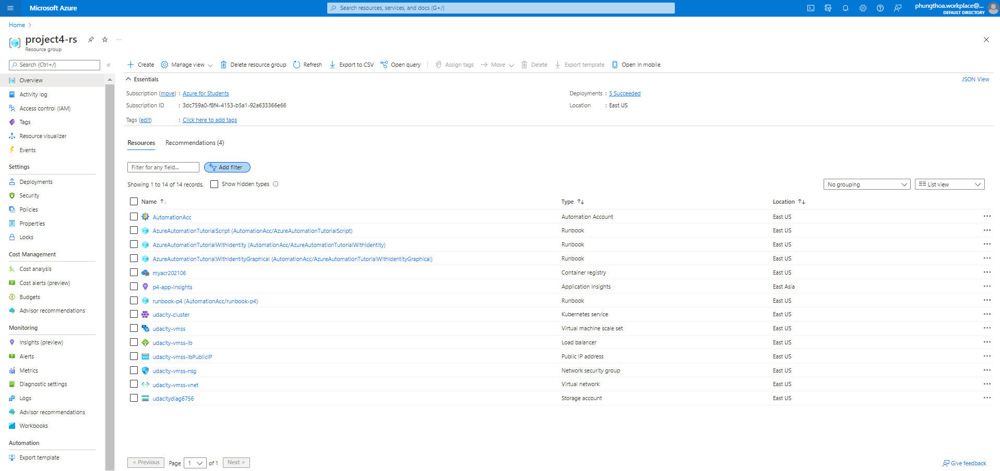 Microsoft Azure
Search resources, services, and docs (G+/)
phungthoa.workplace@...
DEFAULT DIRECTORY
Home
project4-rs
Resource group
Search (Ctrl+/)
Overview
Activity log
Access control (IAM)
Tags
Resource visualizer
Events
Settings
Deployments
Security
Policies
Properties
Locks
Cost Management
Cost analysis
Cost alerts (preview)
Budgets
Advisor recommendations
Monitoring
Insights (preview)
Alerts
Metrics
Diagnostic settings
Logs
Advisor recommendations
Workbooks
Automation
Export template
Create Manage view Delete resource group Refresh Export to CSV Open query Assign tags Move Delete Export template Open in mobile
Essentials JSON View
Subscription (move) : Azure for Students Deployments : 5 Succeeded
Subscription ID : 3dc759a0-f8f4-4153-b5a1-92a633366e66 Location : East US
Tags (edit) : Click here to add tags
Resources Recommendations (4)
Filter for any field... Add filter
Showing 1 to 14 of 14 records. Show hidden types No grouping List view
Name Type Location
AutomationAcc Automation Account East US
AzureAutomationTutorialScript (AutomationAcc/AzureAutomationTutorialScript) Runbook East US
AzureAutomationTutorialWithIdentity (AutomationAcc/AzureAutomationTutorialWithIdentity) Runbook East US
AzureAutomationTutorialWithIdentityGraphical (AutomationAcc/AzureAutomationTutorialWithIdentityGraphical) Runbook East US
myacr202106 Container registry East US
p4-app-insights Application Insights East Asia
runbook-p4 (AutomationAcc/runbook-p4) Runbook East US
udacity-cluster Kubernetes service East US
udacity-vmss Virtual machine scale set East US
udacity-vmss-lb Load balancer East US
udacity-vmss-lbPublicIP Public IP address East US
udacity-vmss-nsg Network security group East US
udacity-vmss-vnet Virtual network East US
udacitydiag6756 Storage account East US
< Previous Page 1 of 1 Next >
Give feedback